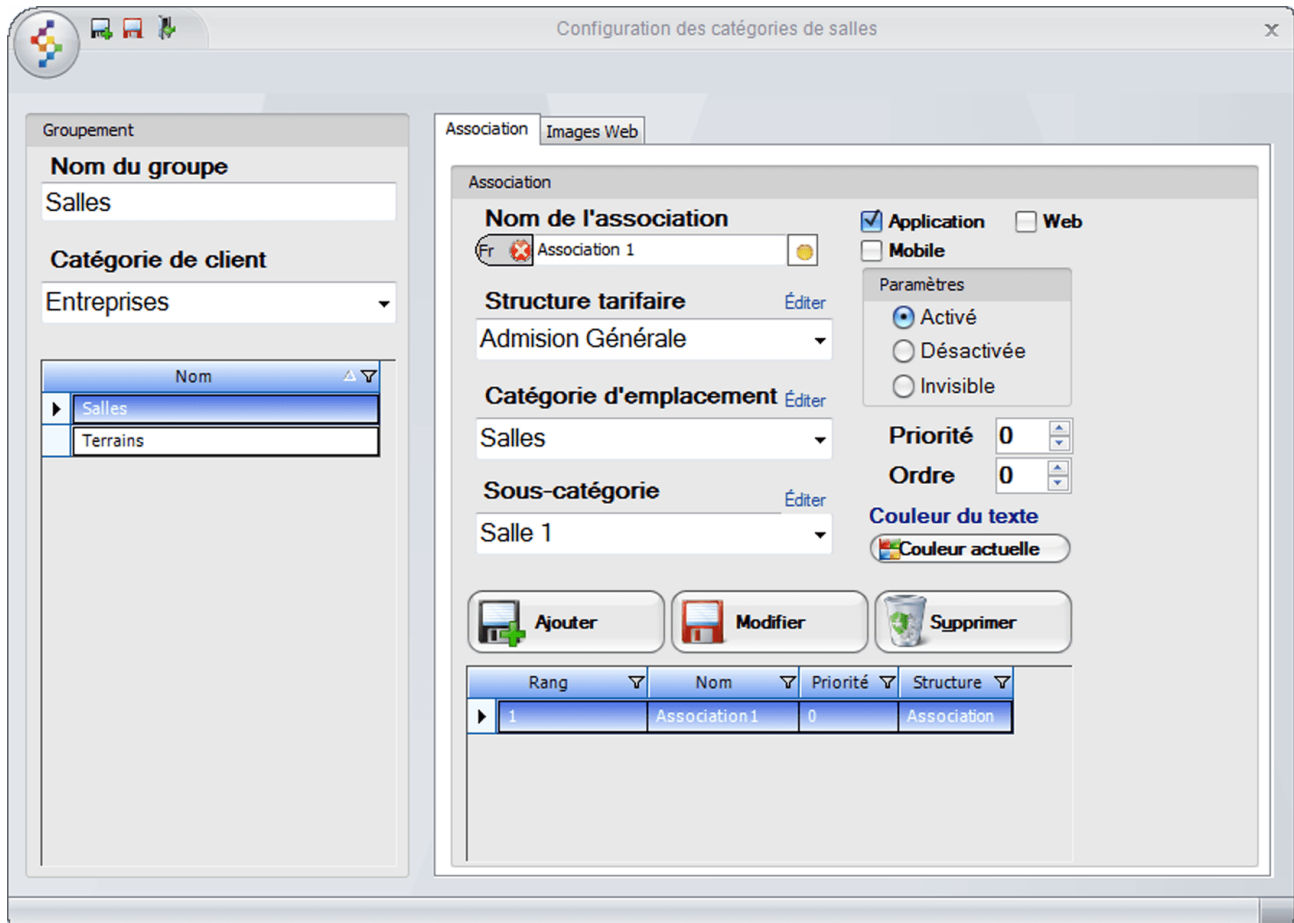 Configuration des catégories de salles
x
Groupement
Nom du groupe
Salles
Catégorie de client
Entreprises
Nom
Salles
Terrains
Association
Images Web
Association
Nom de l'association
Fr Association 1
Structure tarifaire Éditer
Admision Générale
Catégorie d'emplacement Éditer
Salles
Sous-catégorie Éditer
Salle 1
Application Web
Mobile
Paramètres
Activé
Désactivée
Invisible
Priorité 0
Ordre 0
Couleur du texte
Couleur actuelle
Ajouter Modifier Supprimer
Rang Nom Priorité Structure
1 Association1 0 Association